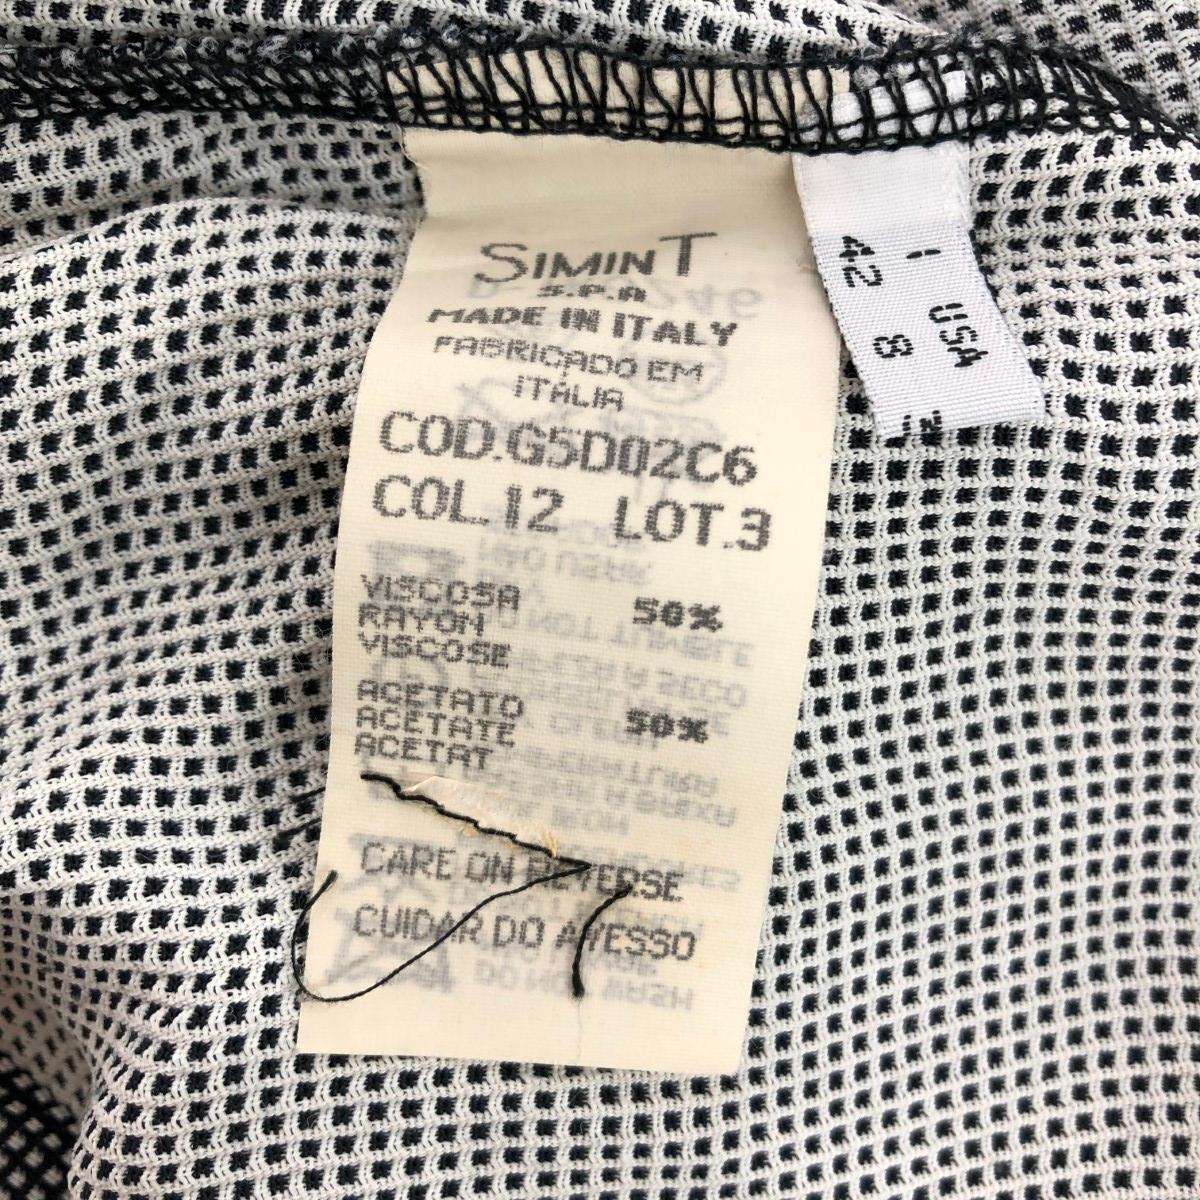 SIMINT
S.P.A
MADE IN ITALY
FABRICADO EM
ITÁLIA
COD.G5D02C6
COL.12 LOT.3
VISCOSA 50%
RAYON
VISCOSE
ACETATO 50%
ACETATE
ACETAT
CARE ON REVERSE
CUIDAR DO AVESSO
I USA
42 8